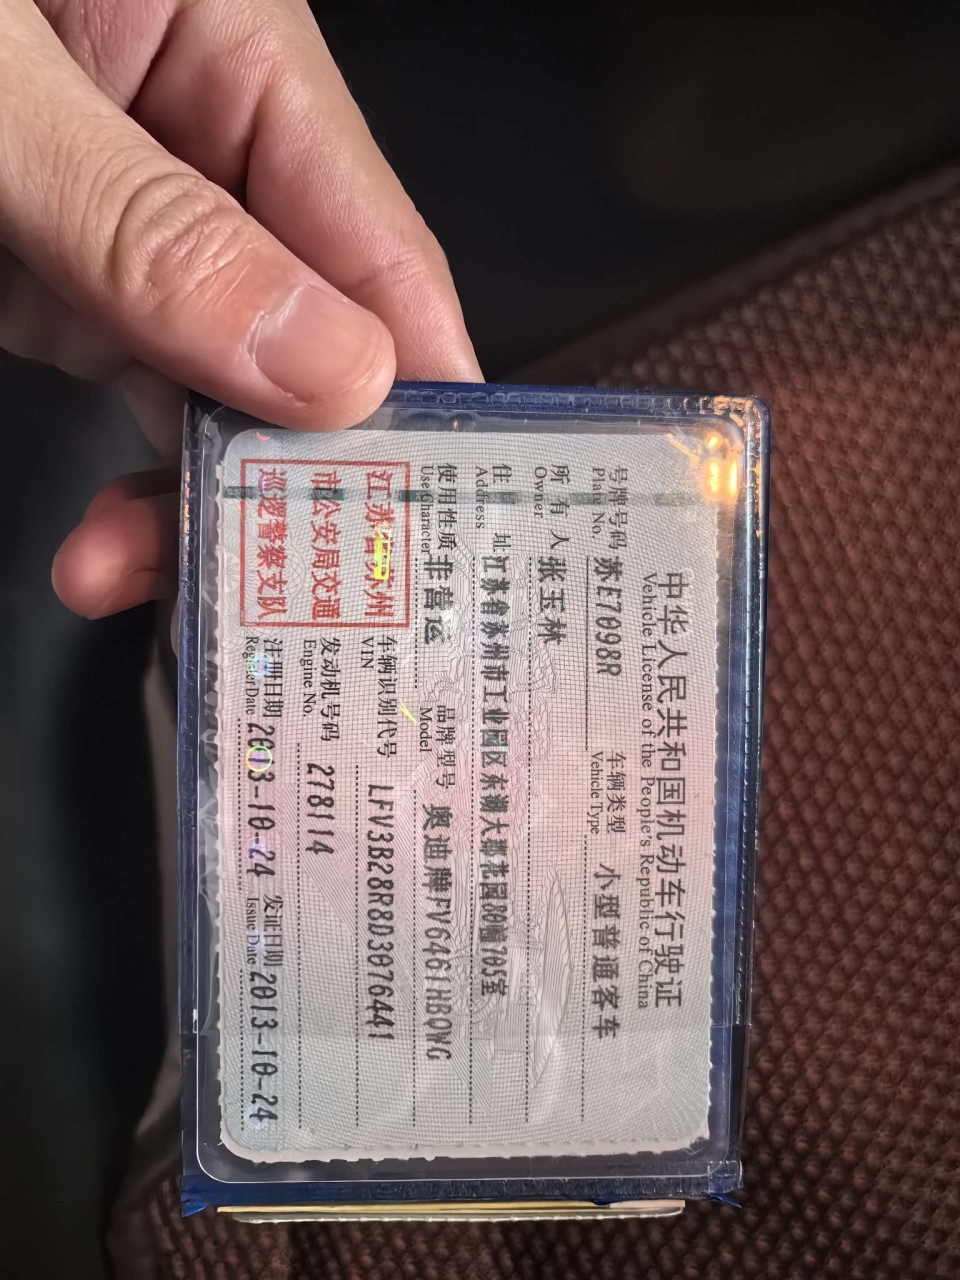 中华人民共和国机动车行驶证
Vehicle License of the People's Republic of China
号牌号码 苏E7098R 车辆类型 小型普通客车
Plate No. Vehicle Type
所有人 张玉林
Owner
住址 江苏省苏州市工业园区东湖大郡花园80幢705室
Address
使用性质 非营运 品牌型号 奥迪牌FV6461HBQWG
Use Character Model
江苏省苏州
市公安局交通
巡逻警察支队
车辆识别代号 LFV3B28R8D3076441
VIN
发动机号码 278114
Engine No.
注册日期 2013-10-24 发证日期 2013-10-24
Register Date Issue Date